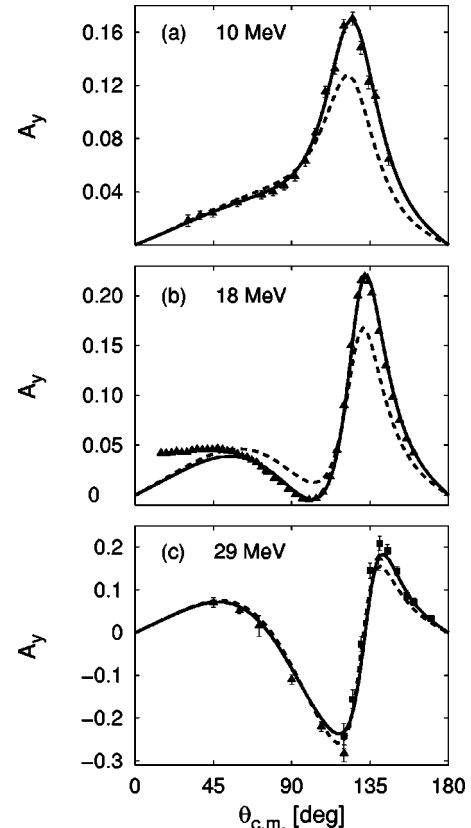 (a) 10 MeV
0.16
0.12
0.08
0.04
A_y
(b) 18 MeV
0.20
0.15
0.10
0.05
0
A_y
(c) 29 MeV
0.2
0.1
0
−0.1
−0.2
−0.3
A_y
0 45 90 135 180
θ_c.m. [deg]